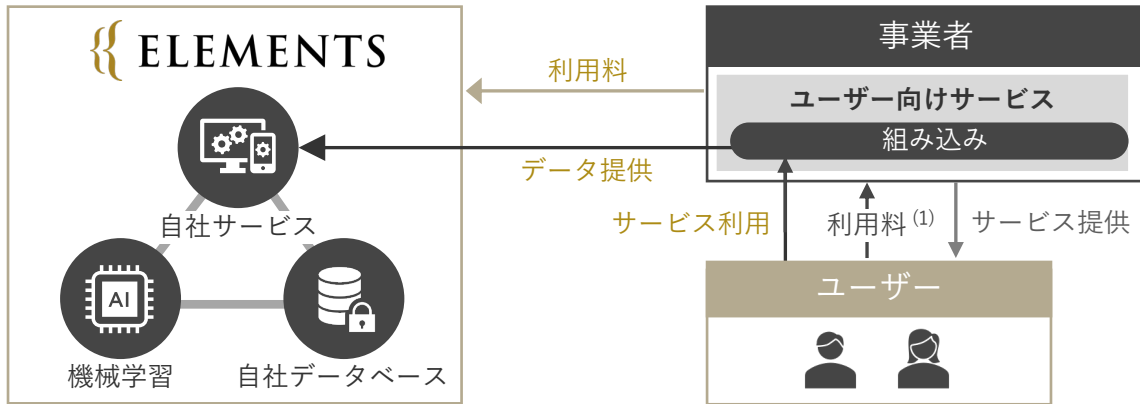 ELEMENTS
自社サービス
AI
機械学習
自社データベース
利用料
データ提供
事業者
ユーザー向けサービス
組み込み
サービス利用
利用料 (1)
サービス提供
ユーザー